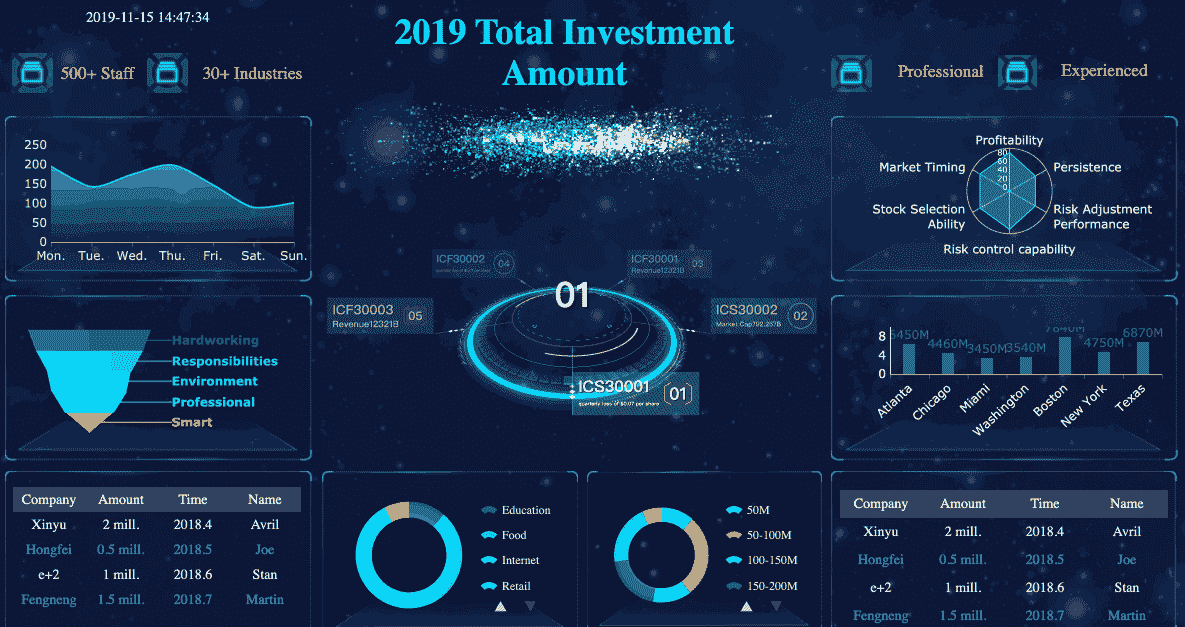 2019-11-15 14:47:34
2019 Total Investment
Amount
500+ Staff
30+ Industries
Professional
Experienced
250
200
150
100
50
0
Mon. Tue. Wed. Thu. Fri. Sat. Sun.
Profitability
80
60
40
20
0
Market Timing
Persistence
Stock Selection
Ability
Risk Adjustment
Performance
Risk control capability
ICF30002
04
ICF30001
Revenue12321B
03
01
ICF30003
Revenue12321B
05
ICS30002
Market Cap792.257B
02
ICS30001
quarterly loss of $0.07 per share
01
Hardworking
Responsibilities
Environment
Professional
Smart
8
4
0
5450M
4460M
3450M
3540M
7840M
4750M
6870M
Atlanta
Chicago
Miami
Washington
Boston
New York
Texas
Company Amount Time Name
Xinyu 2 mill. 2018.4 Avril
Hongfei 0.5 mill. 2018.5 Joe
e+2 1 mill. 2018.6 Stan
Fengneng 1.5 mill. 2018.7 Martin
Education
Food
Internet
Retail
50M
50-100M
100-150M
150-200M
Company Amount Time Name
Xinyu 2 mill. 2018.4 Avril
Hongfei 0.5 mill. 2018.5 Joe
e+2 1 mill. 2018.6 Stan
Fengneng 1.5 mill. 2018.7 Martin